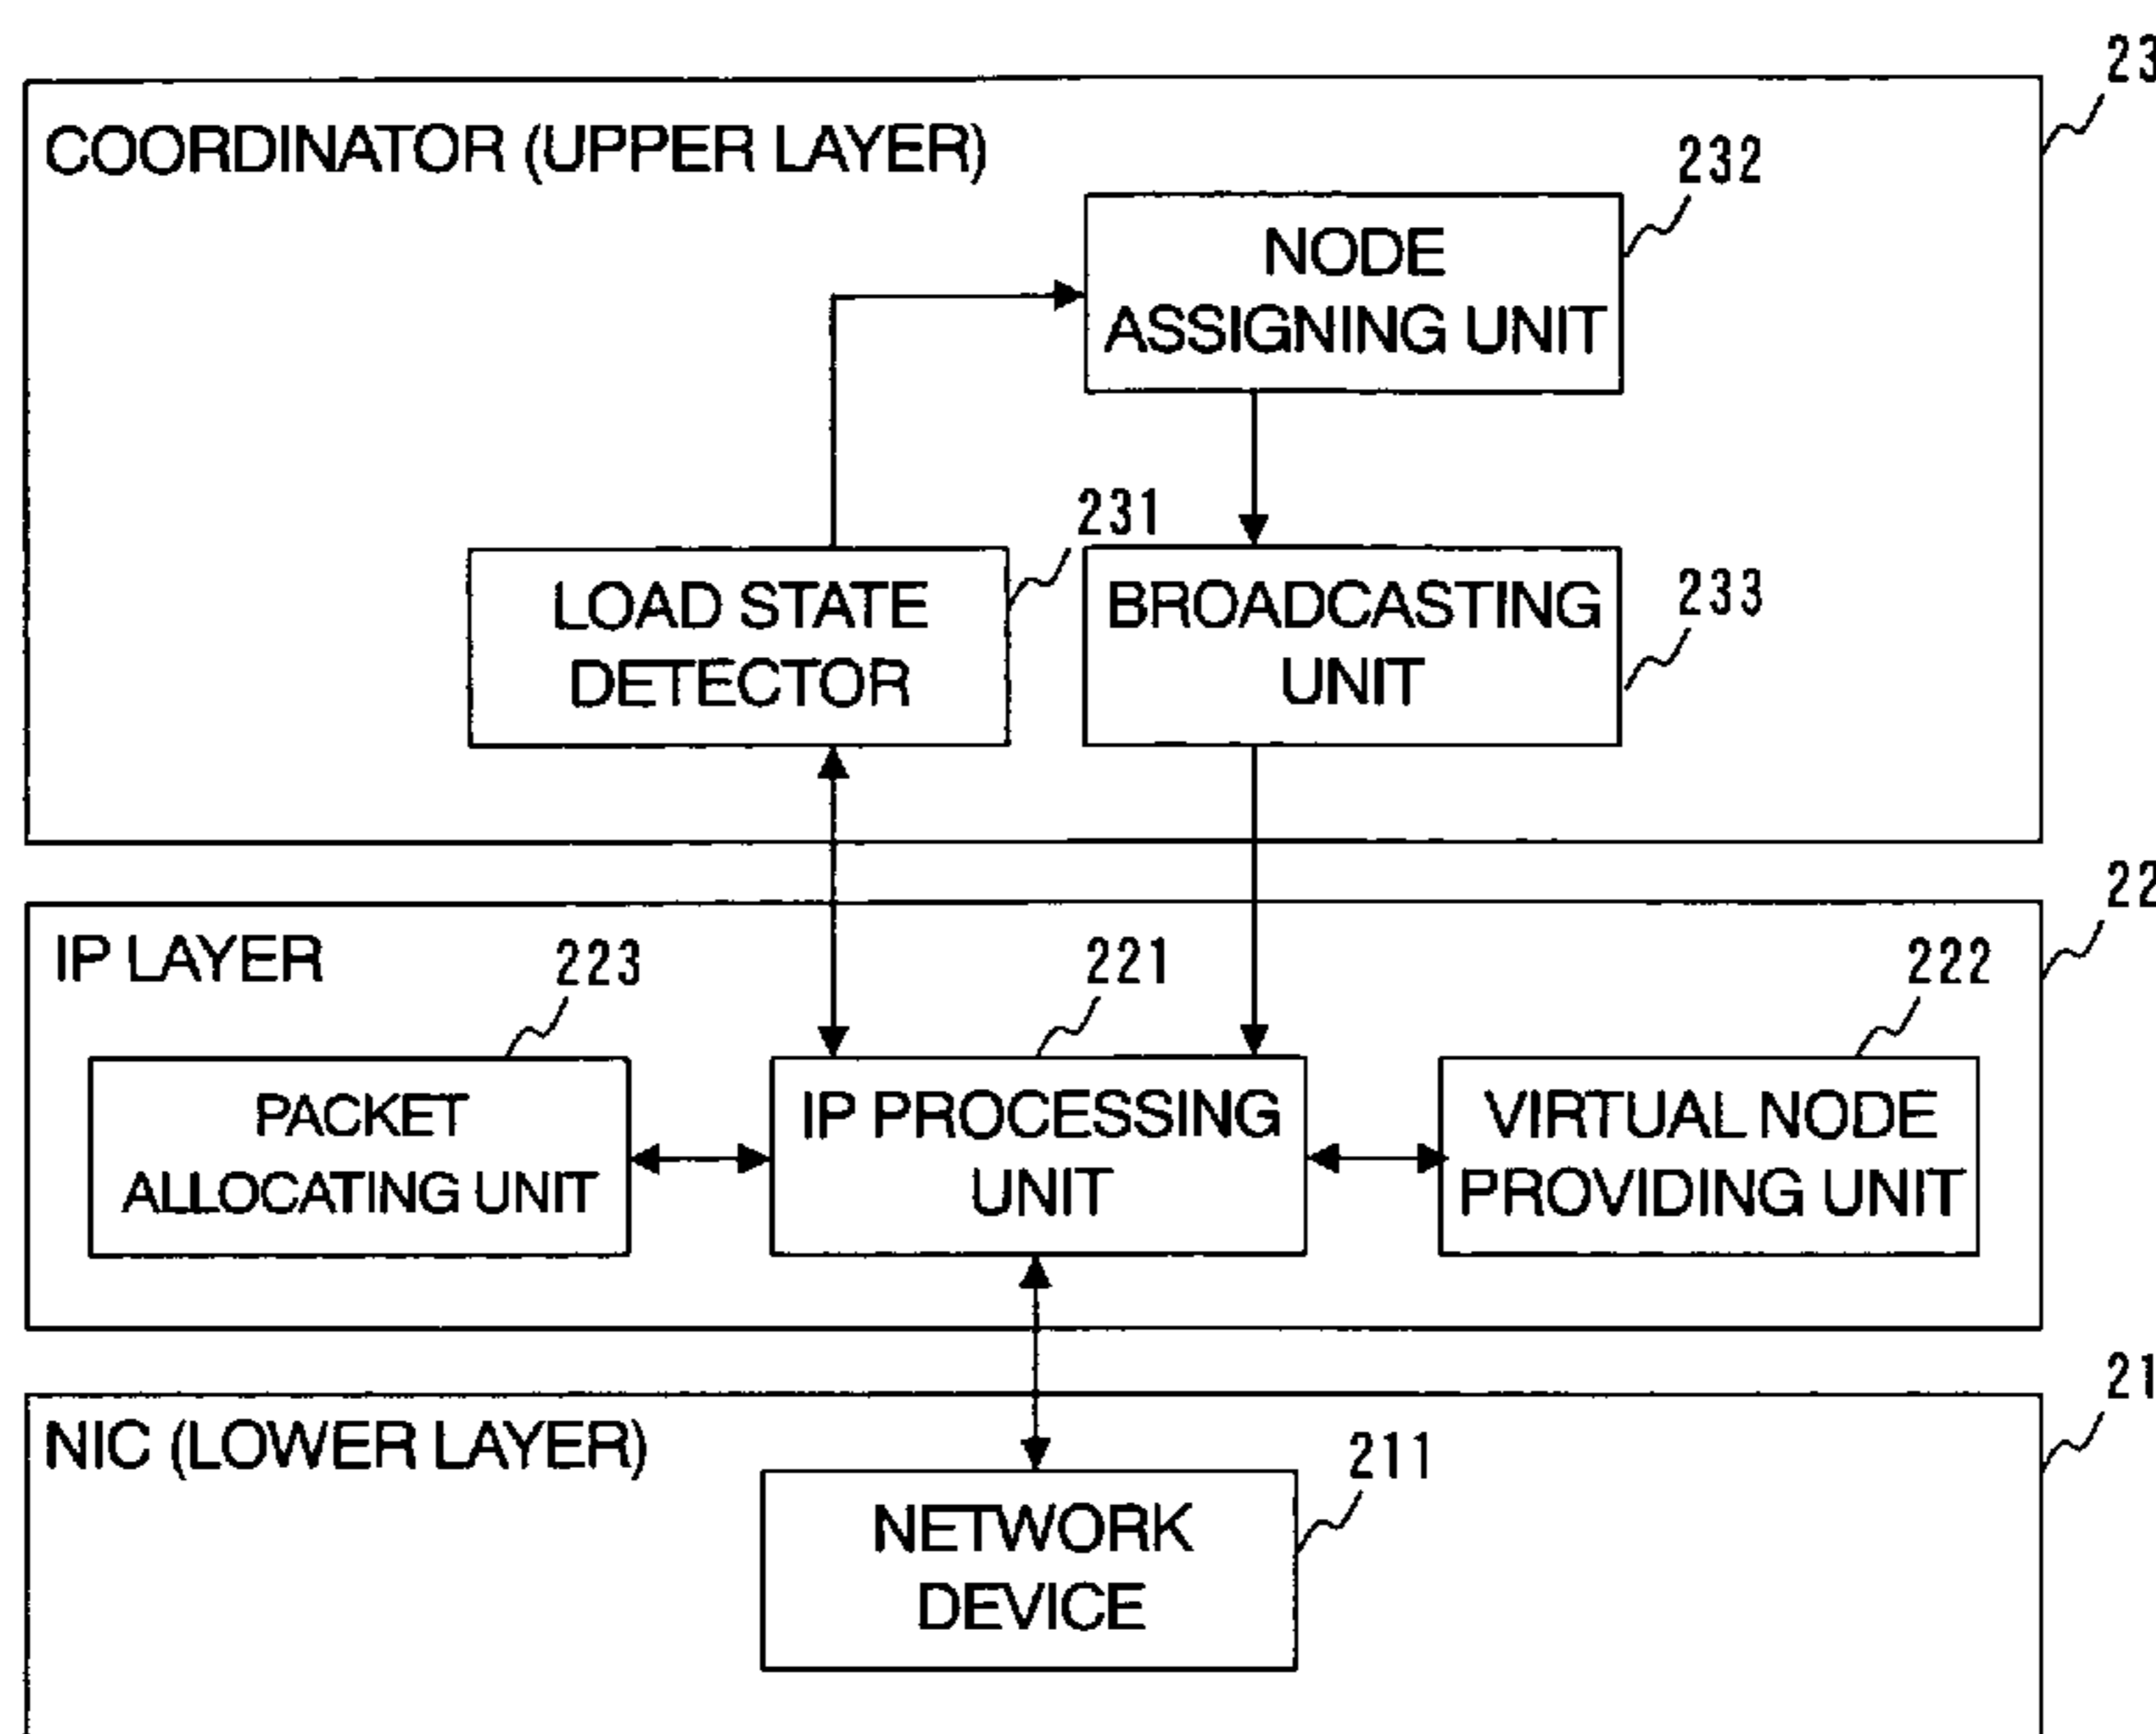 23
COORDINATOR (UPPER LAYER)
232
NODE
ASSIGNING UNIT
231
LOAD STATE
DETECTOR
BROADCASTING
UNIT
233
22
IP LAYER
223
221
222
PACKET
ALLOCATING UNIT
IP PROCESSING
UNIT
VIRTUAL NODE
PROVIDING UNIT
21
NIC (LOWER LAYER)
211
NETWORK
DEVICE